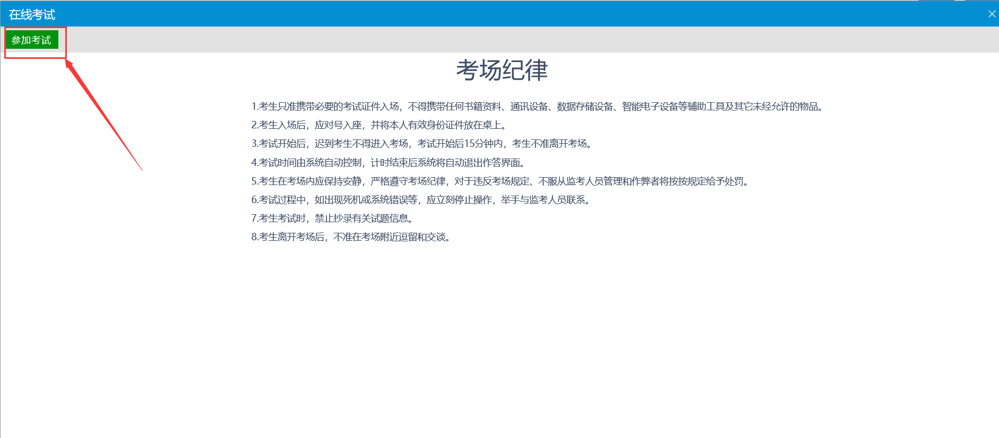 在线考试
参加考试
考场纪律
1.考生只准携带必要的考试证件入场，不得携带任何书籍资料、通讯设备、数据存储设备、智能电子设备等辅助工具及其它未经允许的物品。
2.考生入场后，应对号入座，并将本人有效身份证件放在桌上。
3.考试开始后，迟到考生不得进入考场，考试开始后15分钟内，考生不准离开考场。
4.考试时间由系统自动控制，计时结束后系统将自动退出作答界面。
5.考生在考场内应保持安静，严格遵守考场纪律，对于违反考场规定、不服从监考人员管理和作弊者将按按规定给予处罚。
6.考试过程中，如出现死机或系统错误等，应立刻停止操作，举手与监考人员联系。
7.考生考试时，禁止抄录有关试题信息。
8.考生离开考场后，不准在考场附近逗留和交谈。